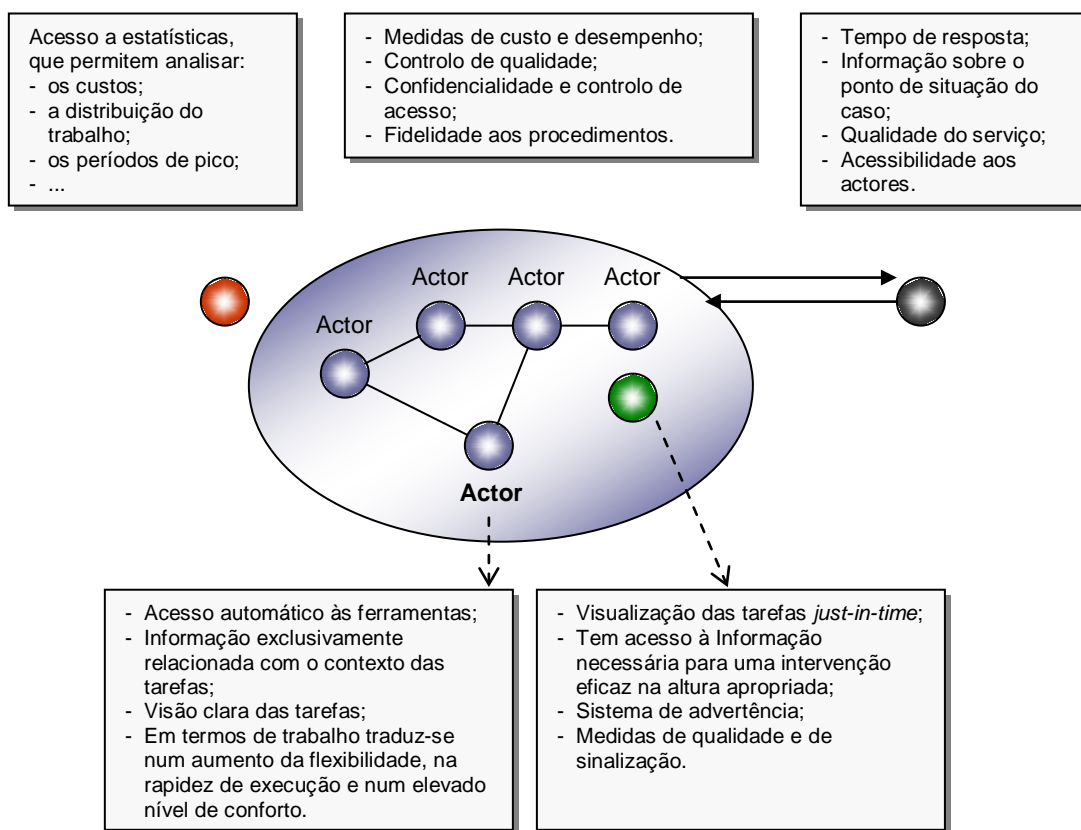 Acesso a estatísticas,
que permitem analisar:
- os custos;
- a distribuição do
trabalho;
- os períodos de pico;
- ...
- Medidas de custo e desempenho;
- Controlo de qualidade;
- Confidencialidade e controlo de
acesso;
- Fidelidade aos procedimentos.
- Tempo de resposta;
- Informação sobre o
ponto de situação do
caso;
- Qualidade do serviço;
- Acessibilidade aos
actores.
Actor Actor Actor
Actor
Actor
- Acesso automático às ferramentas;
- Informação exclusivamente
relacionada com o contexto das
tarefas;
- Visão clara das tarefas;
- Em termos de trabalho traduz-se
num aumento da flexibilidade, na
rapidez de execução e num elevado
nível de conforto.
- Visualização das tarefas just-in-time;
- Tem acesso à Informação
necessária para uma intervenção
eficaz na altura apropriada;
- Sistema de advertência;
- Medidas de qualidade e de
sinalização.